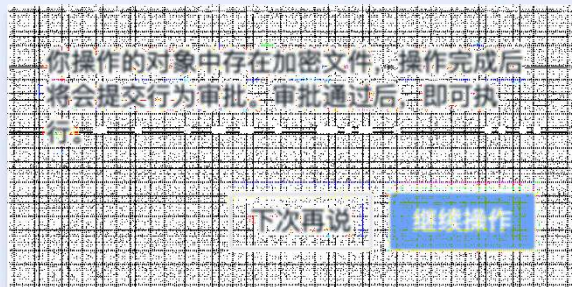 你操作的对象中存在加密文件，操作完成后
将会提交行为审批。审批通过后，即可执
行。
下次再说
继续操作